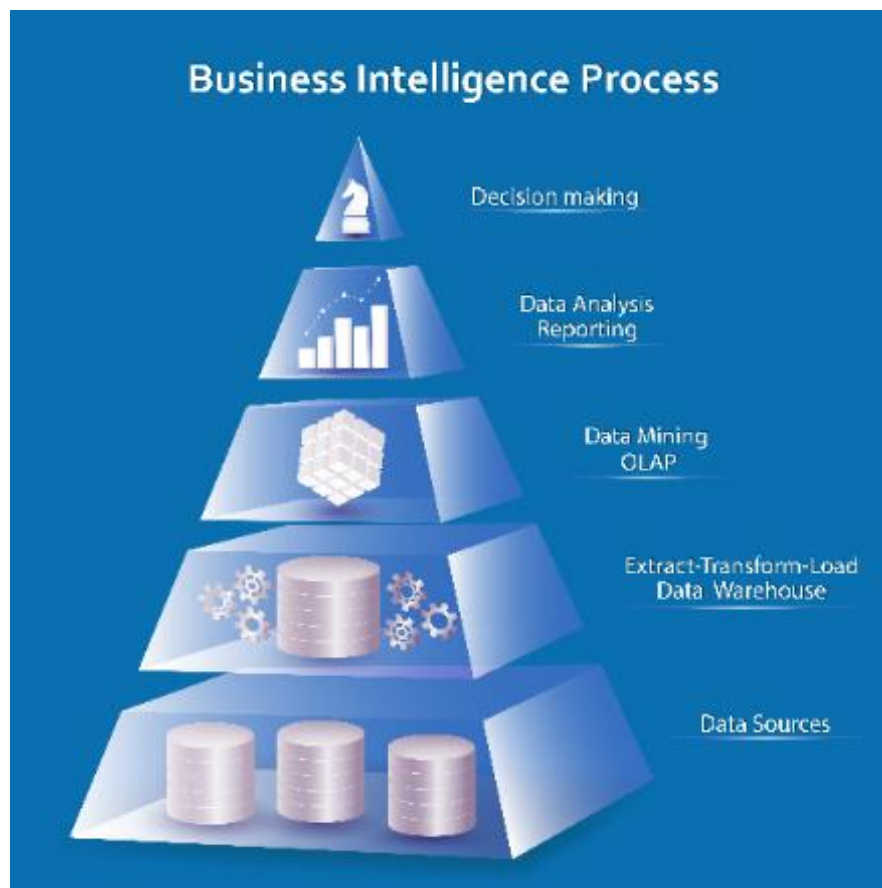 Business Intelligence Process
Decision making
Data Analysis
Reporting
Data Mining
OLAP
Extract-Transform-Load
Data Warehouse
Data Sources